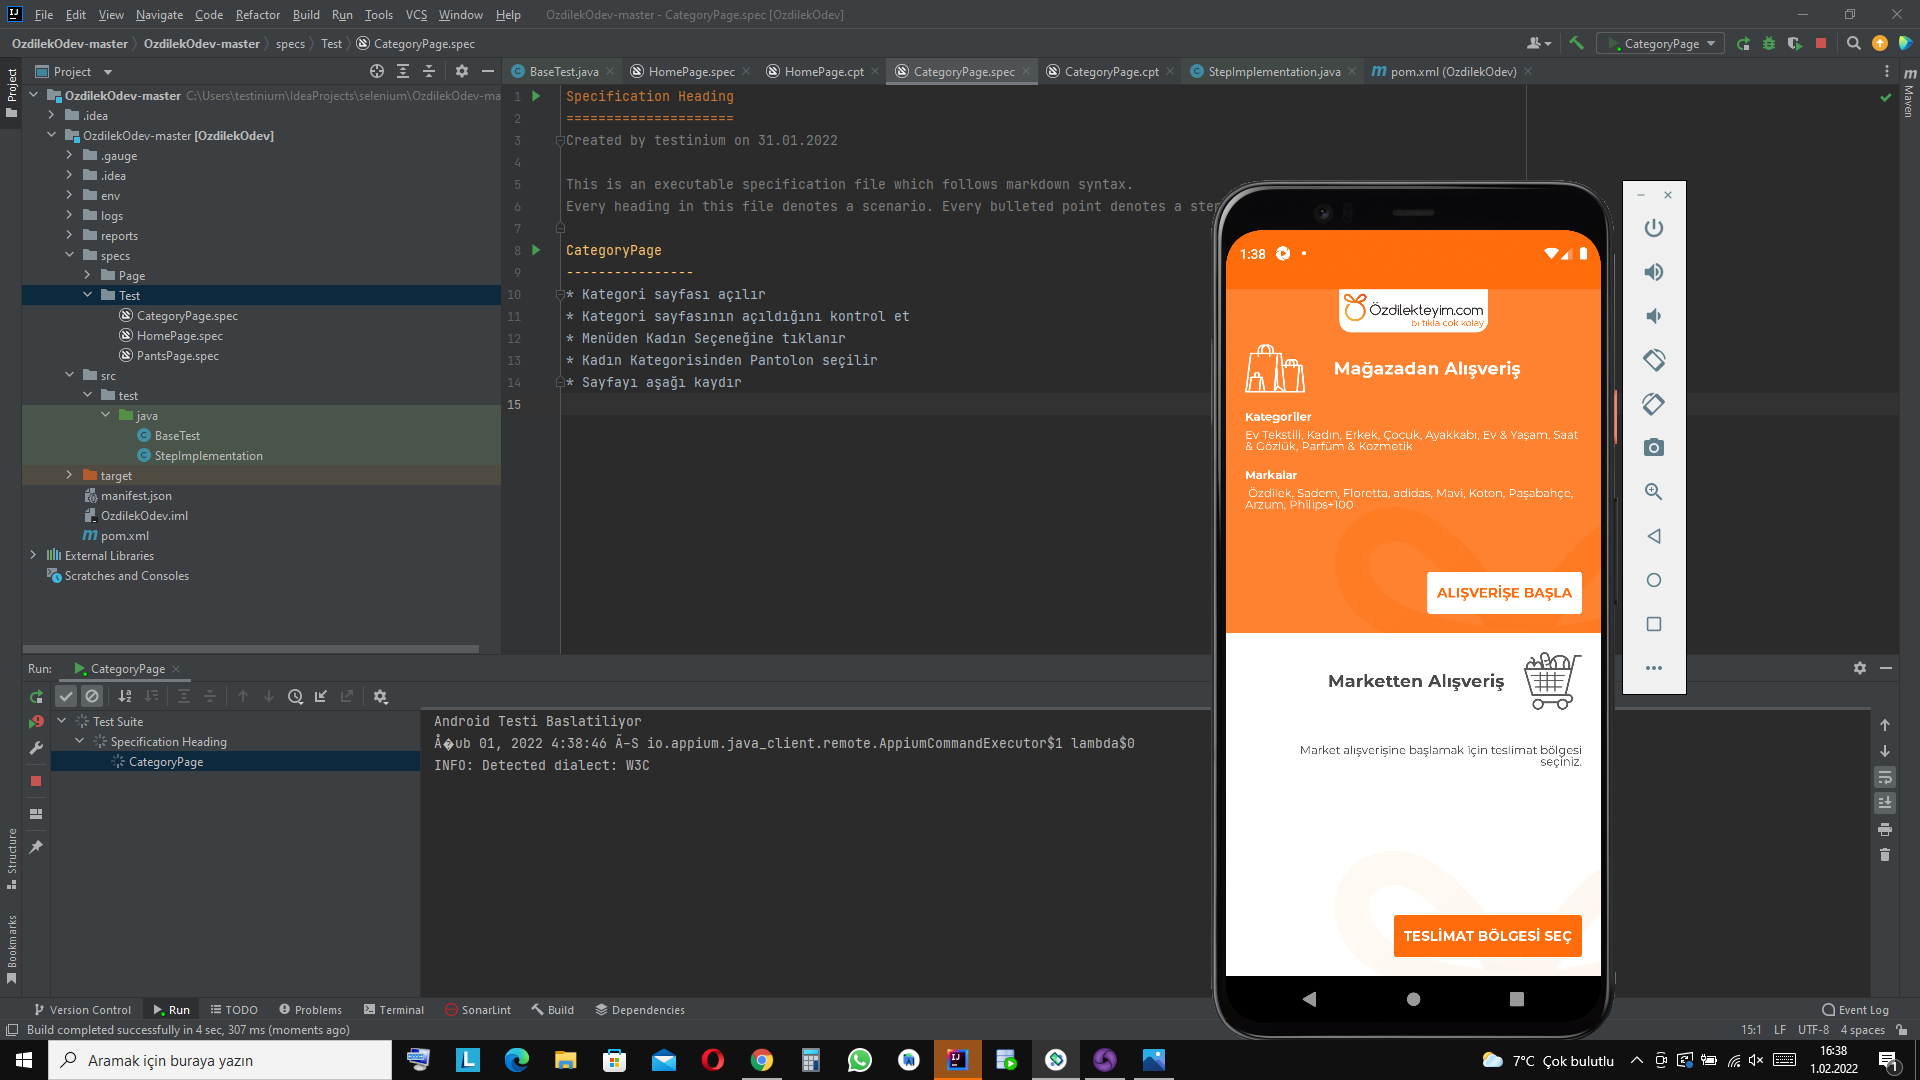 File Edit View Navigate Code Refactor Build Run Tools VCS Window Help OzdilekOdev-master - CategoryPage.spec [OzdilekOdev]
OzdilekOdev-master OzdilekOdev-master specs Test CategoryPage.spec CategoryPage
Project BaseTest.java HomePage.spec HomePage.cpt CategoryPage.spec CategoryPage.cpt StepImplementation.java pom.xml (OzdilekOdev)
Project
Structure
Bookmarks
Maven
OzdilekOdev-master C:\Users\testinium\IdeaProjects\selenium\OzdilekOdev-ma
.idea
OzdilekOdev-master [OzdilekOdev]
.gauge
.idea
env
logs
reports
specs
Page
Test
CategoryPage.spec
HomePage.spec
PantsPage.spec
src
test
java
BaseTest
StepImplementation
target
manifest.json
OzdilekOdev.iml
pom.xml
External Libraries
Scratches and Consoles
1 Specification Heading
2 =====================
3 Created by testinium on 31.01.2022
4
5 This is an executable specification file which follows markdown syntax.
6 Every heading in this file denotes a scenario. Every bulleted point denotes a ste
7
8 CategoryPage
9 ----------------
10 * Kategori sayfası açılır
11 * Kategori sayfasının açıldığını kontrol et
12 * Menüden Kadın Seçeneğine tıklanır
13 * Kadın Kategorisinden Pantolon seçilir
14 * Sayfayı aşağı kaydır
15
1:38
Özdilekteyim.com
bi tıkla çok kolay
Mağazadan Alışveriş
Kategoriler
Ev Tekstili, Kadın, Erkek, Çocuk, Ayakkabı, Ev & Yaşam, Saat
& Gözlük, Parfüm & Kozmetik
Markalar
Özdilek, Sadem, Floretta, adidas, Mavi, Koton, Paşabahçe,
Arzum, Philips+100
ALIŞVERİŞE BAŞLA
Marketten Alışveriş
Market alışverişine başlamak için teslimat bölgesi
seçiniz.
TESLİMAT BÖLGESİ SEÇ
Run: CategoryPage
Test Suite
Specification Heading
CategoryPage
Android Testi Baslatiliyor
Å�ub 01, 2022 4:38:46 Ã–S io.appium.java_client.remote.AppiumCommandExecutor$1 lambda$0
INFO: Detected dialect: W3C
Version Control Run TODO Problems Terminal SonarLint Build Dependencies Event Log
Build completed successfully in 4 sec, 307 ms (moments ago) 15:1 LF UTF-8 4 spaces
Aramak için buraya yazın 7°C Çok bulutlu 16:38
1.02.2022
1